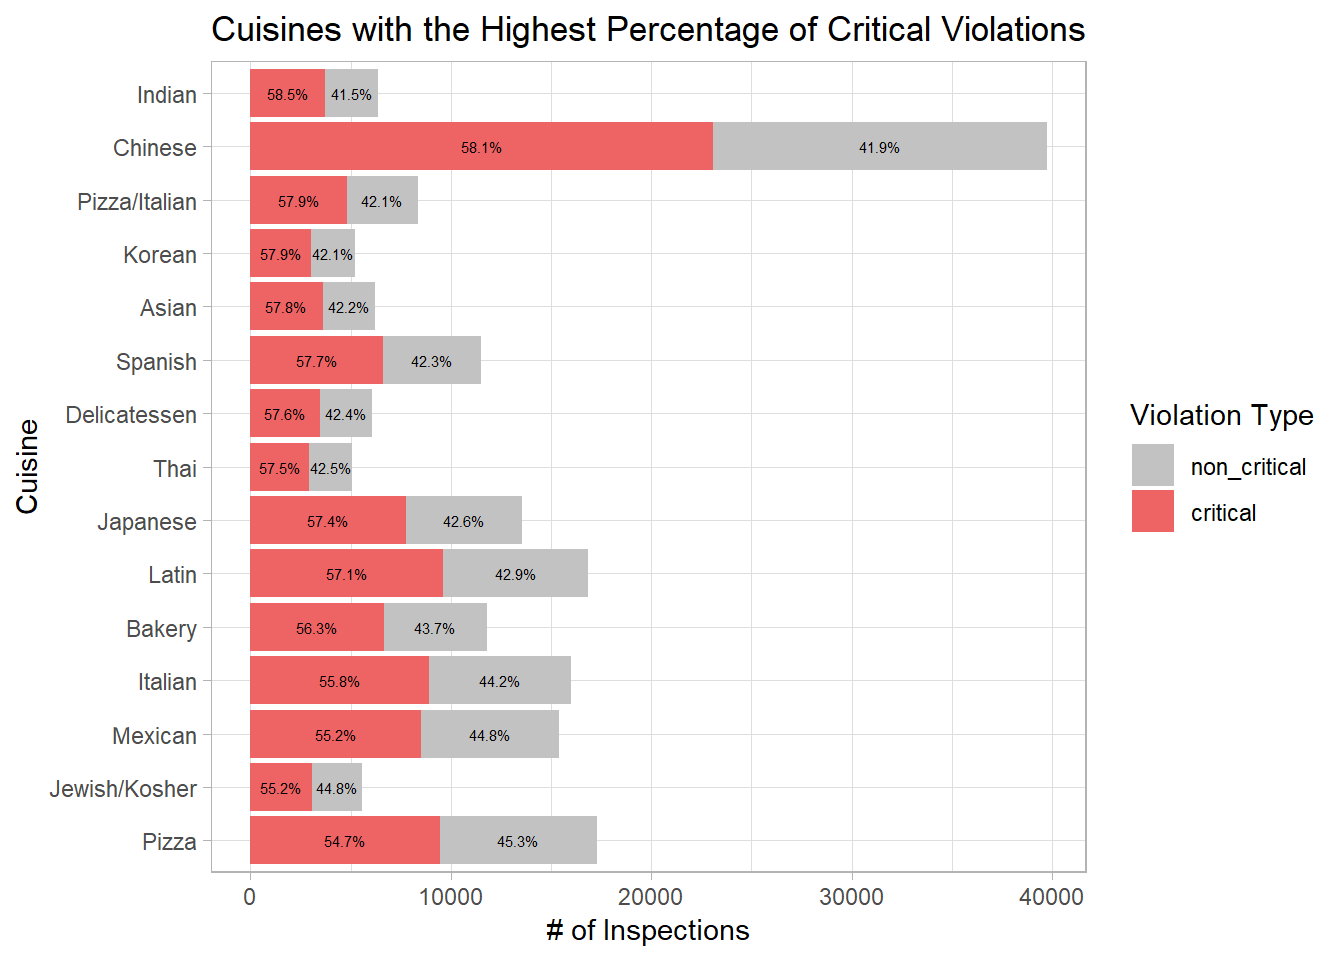 Cuisines with the Highest Percentage of Critical Violations
Cuisine
Indian 58.5% 41.5%
Chinese 58.1% 41.9%
Pizza/Italian 57.9% 42.1%
Korean 57.9% 42.1%
Asian 57.8% 42.2%
Spanish 57.7% 42.3%
Delicatessen 57.6% 42.4%
Thai 57.5% 42.5%
Japanese 57.4% 42.6%
Latin 57.1% 42.9%
Bakery 56.3% 43.7%
Italian 55.8% 44.2%
Mexican 55.2% 44.8%
Jewish/Kosher 55.2% 44.8%
Pizza 54.7% 45.3%
0 10000 20000 30000 40000
# of Inspections
Violation Type
non_critical
critical